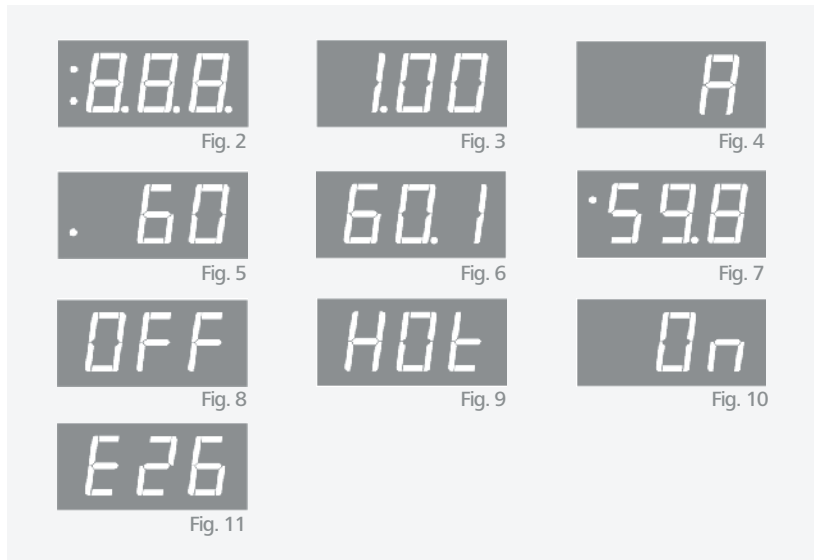 :8.8.8. 1.00 A
Fig. 2 Fig. 3 Fig. 4
. 60 60.1 ·59.8
Fig. 5 Fig. 6 Fig. 7
OFF HOt On
Fig. 8 Fig. 9 Fig. 10
E26
Fig. 11